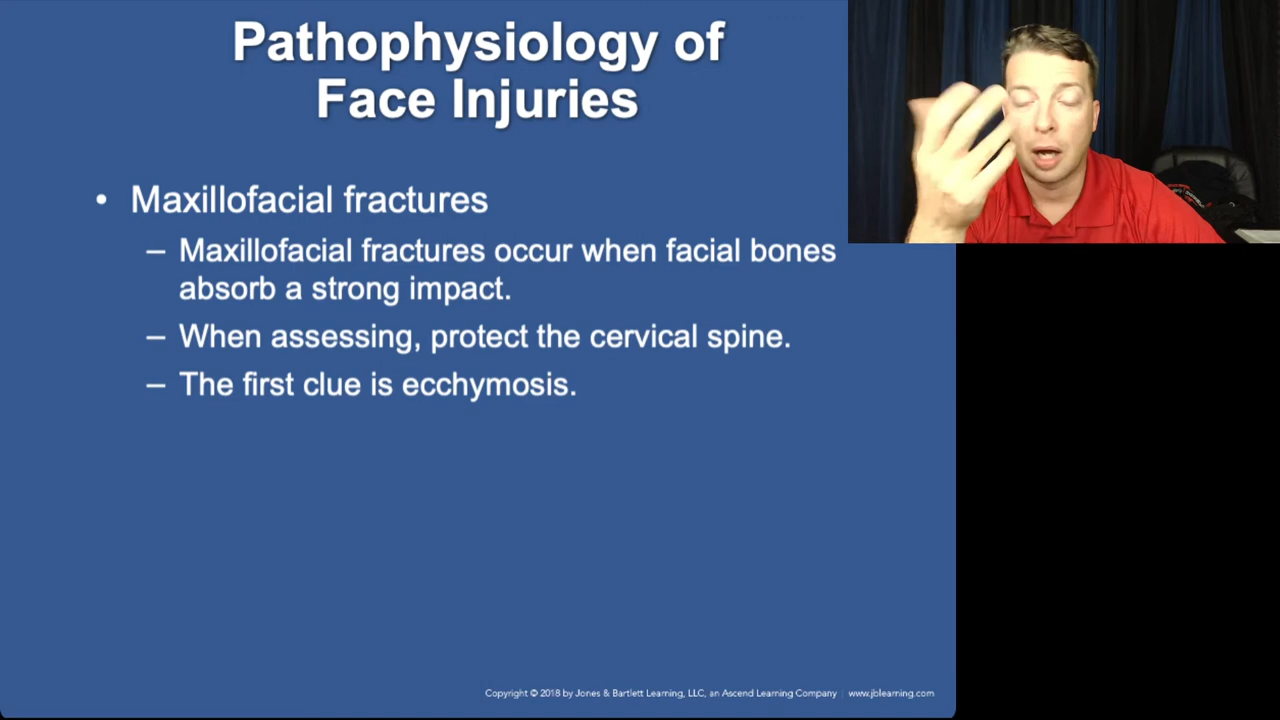 Pathophysiology of
Face Injuries
• Maxillofacial fractures
– Maxillofacial fractures occur when facial bones
absorb a strong impact.
– When assessing, protect the cervical spine.
– The first clue is ecchymosis.
Copyright © 2018 by Jones & Bartlett Learning, LLC, an Ascend Learning Company | www.jblearning.com